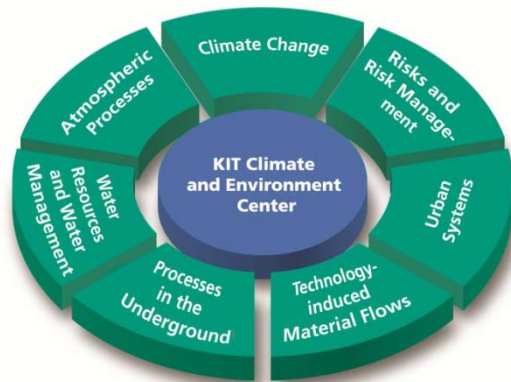 Climate Change
Risks and
Risk Manage-
ment
Urban
Systems
Technology-
induced
Material Flows
Processes
in the
Underground
Water
Resources
and Water
Management
Atmospheric
Processes
KIT Climate
and Environment
Center